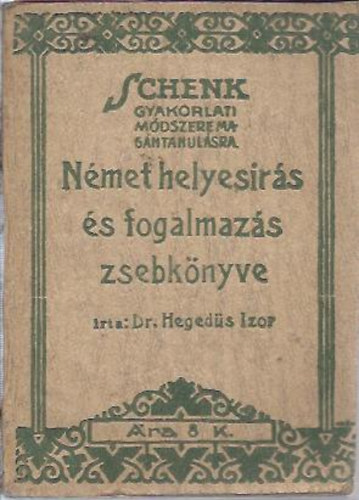 SCHENK
GYAKORLATI
MÓDSZERE MA-
GÁNTANULÁSRA
Német helyesirás
és fogalmazás
zsebkönyve
irta: Dr. Hegedüs Izor
Ára 8 K.